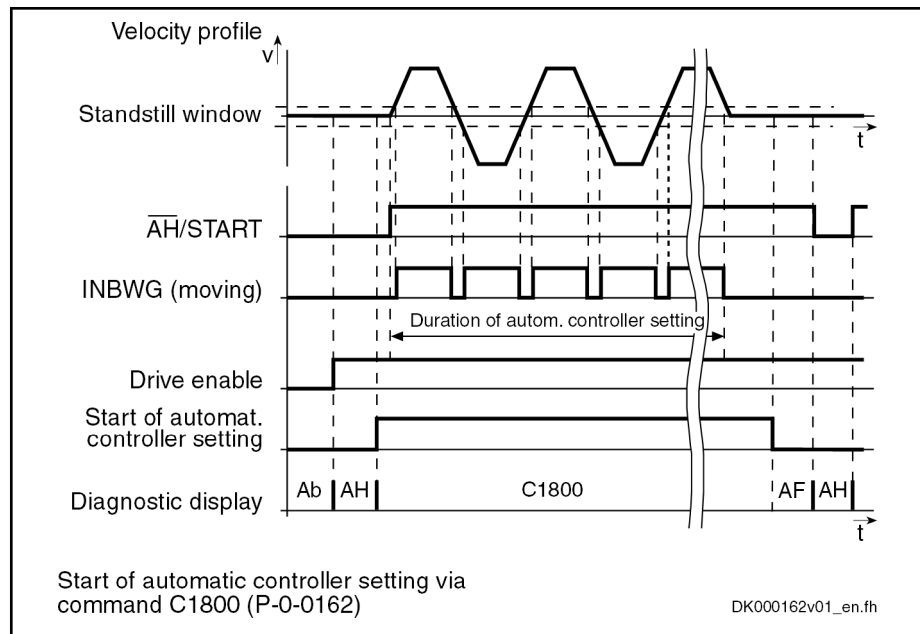 Velocity profile
v
Standstill window
t
AH/START
INBWG (moving)
Duration of autom. controller setting
Drive enable
Start of automat.
controller setting
Diagnostic display
Ab AH C1800 AF AH
t
Start of automatic controller setting via
command C1800 (P-0-0162)
DK000162v01_en.fh